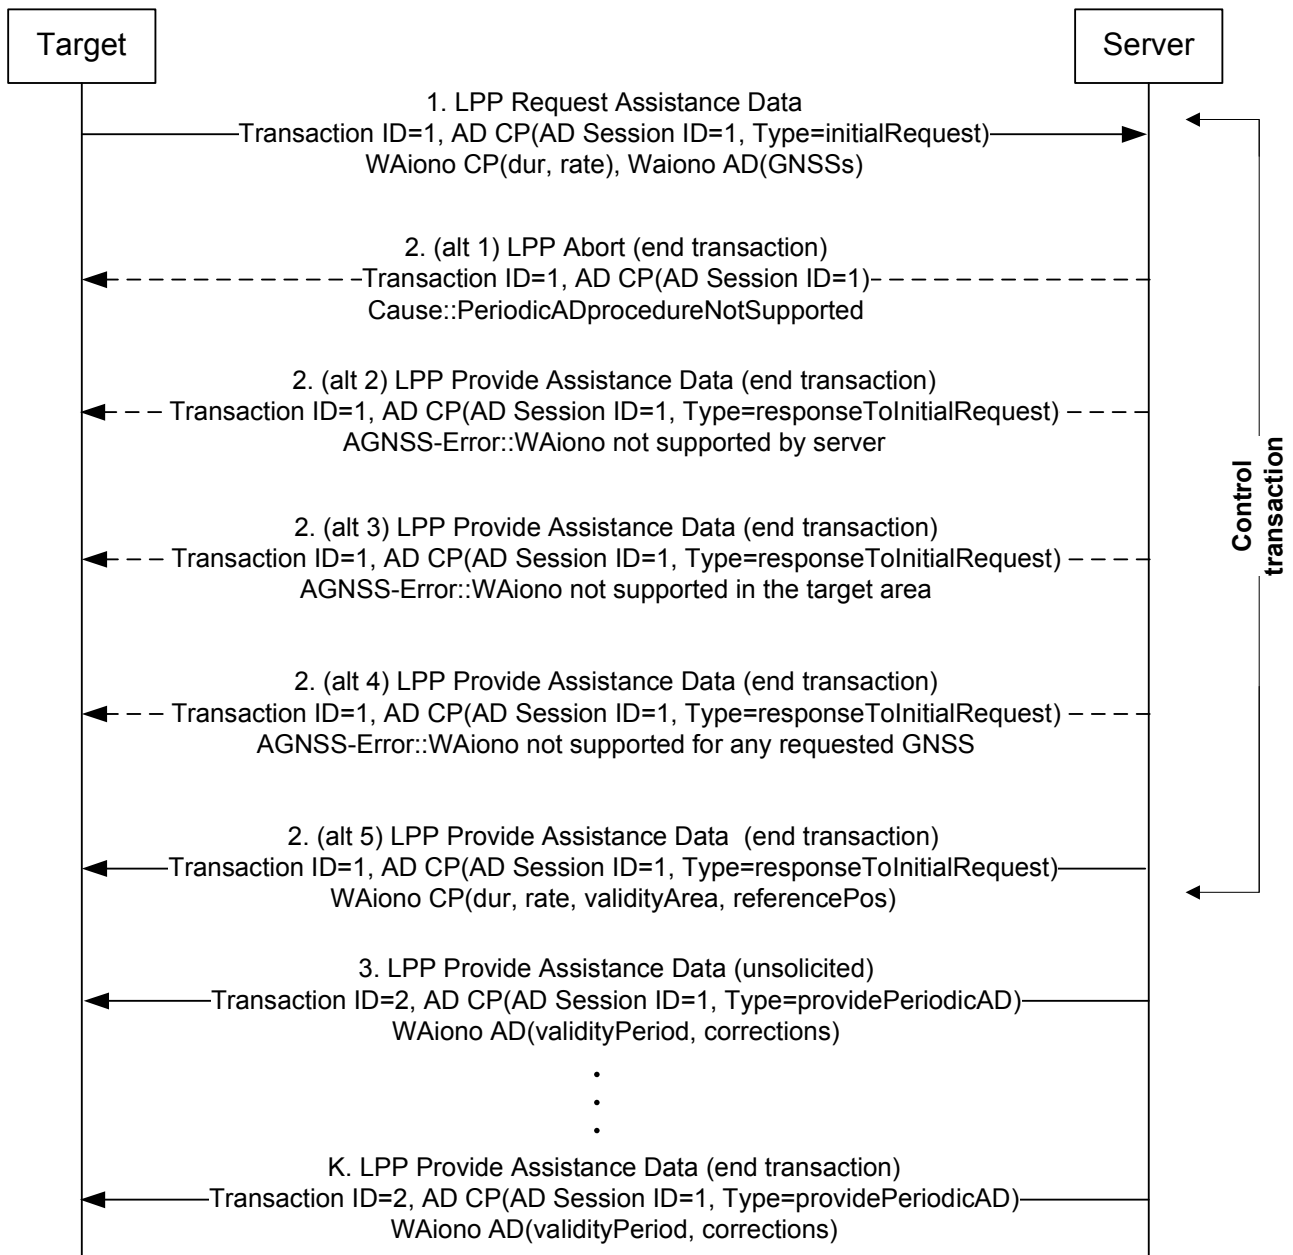 Target
Server
1. LPP Request Assistance Data
Transaction ID=1, AD CP(AD Session ID=1, Type=initialRequest)
WAiono CP(dur, rate), Waiono AD(GNSSs)
2. (alt 1) LPP Abort (end transaction)
Transaction ID=1, AD CP(AD Session ID=1)
Cause::PeriodicADprocedureNotSupported
2. (alt 2) LPP Provide Assistance Data (end transaction)
Transaction ID=1, AD CP(AD Session ID=1, Type=responseToInitialRequest)
AGNSS-Error::WAiono not supported by server
2. (alt 3) LPP Provide Assistance Data (end transaction)
Transaction ID=1, AD CP(AD Session ID=1, Type=responseToInitialRequest)
AGNSS-Error::WAiono not supported in the target area
2. (alt 4) LPP Provide Assistance Data (end transaction)
Transaction ID=1, AD CP(AD Session ID=1, Type=responseToInitialRequest)
AGNSS-Error::WAiono not supported for any requested GNSS
2. (alt 5) LPP Provide Assistance Data (end transaction)
Transaction ID=1, AD CP(AD Session ID=1, Type=responseToInitialRequest)
WAiono CP(dur, rate, validityArea, referencePos)
Control
transaction
3. LPP Provide Assistance Data (unsolicited)
Transaction ID=2, AD CP(AD Session ID=1, Type=providePeriodicAD)
WAiono AD(validityPeriod, corrections)
.
.
.
K. LPP Provide Assistance Data (end transaction)
Transaction ID=2, AD CP(AD Session ID=1, Type=providePeriodicAD)
WAiono AD(validityPeriod, corrections)